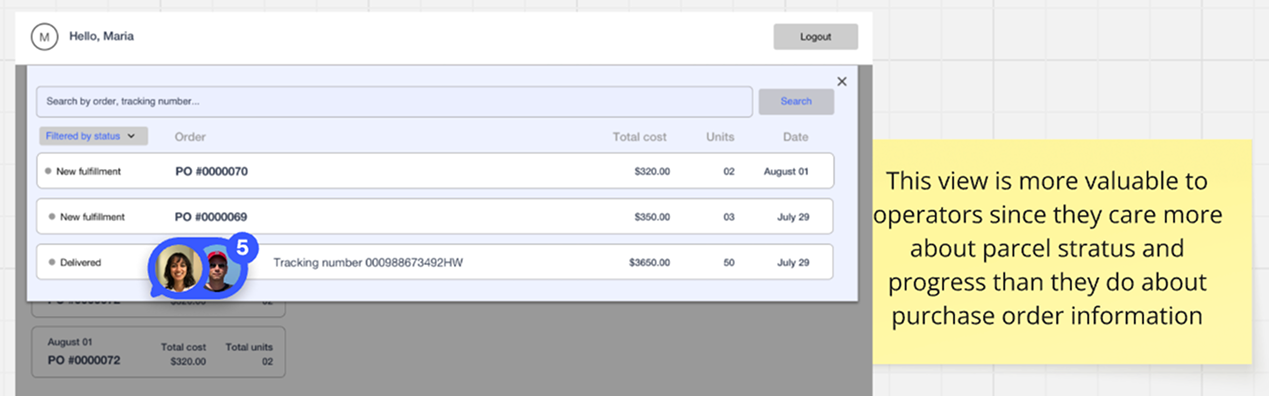 M Hello, Maria Logout
Search by order, tracking number... Search
Filtered by status Order Total cost Units Date
New fulfillment PO #0000070 $320.00 02 August 01
New fulfillment PO #0000069 $350.00 03 July 29
5
Delivered Tracking number 000988673492HW $3650.00 50 July 29
PO #0000072 $320.00 02
August 01 Total cost Total units
PO #0000072 $320.00 02
This view is more valuable to
operators since they care more
about parcel stratus and
progress than they do about
purchase order information